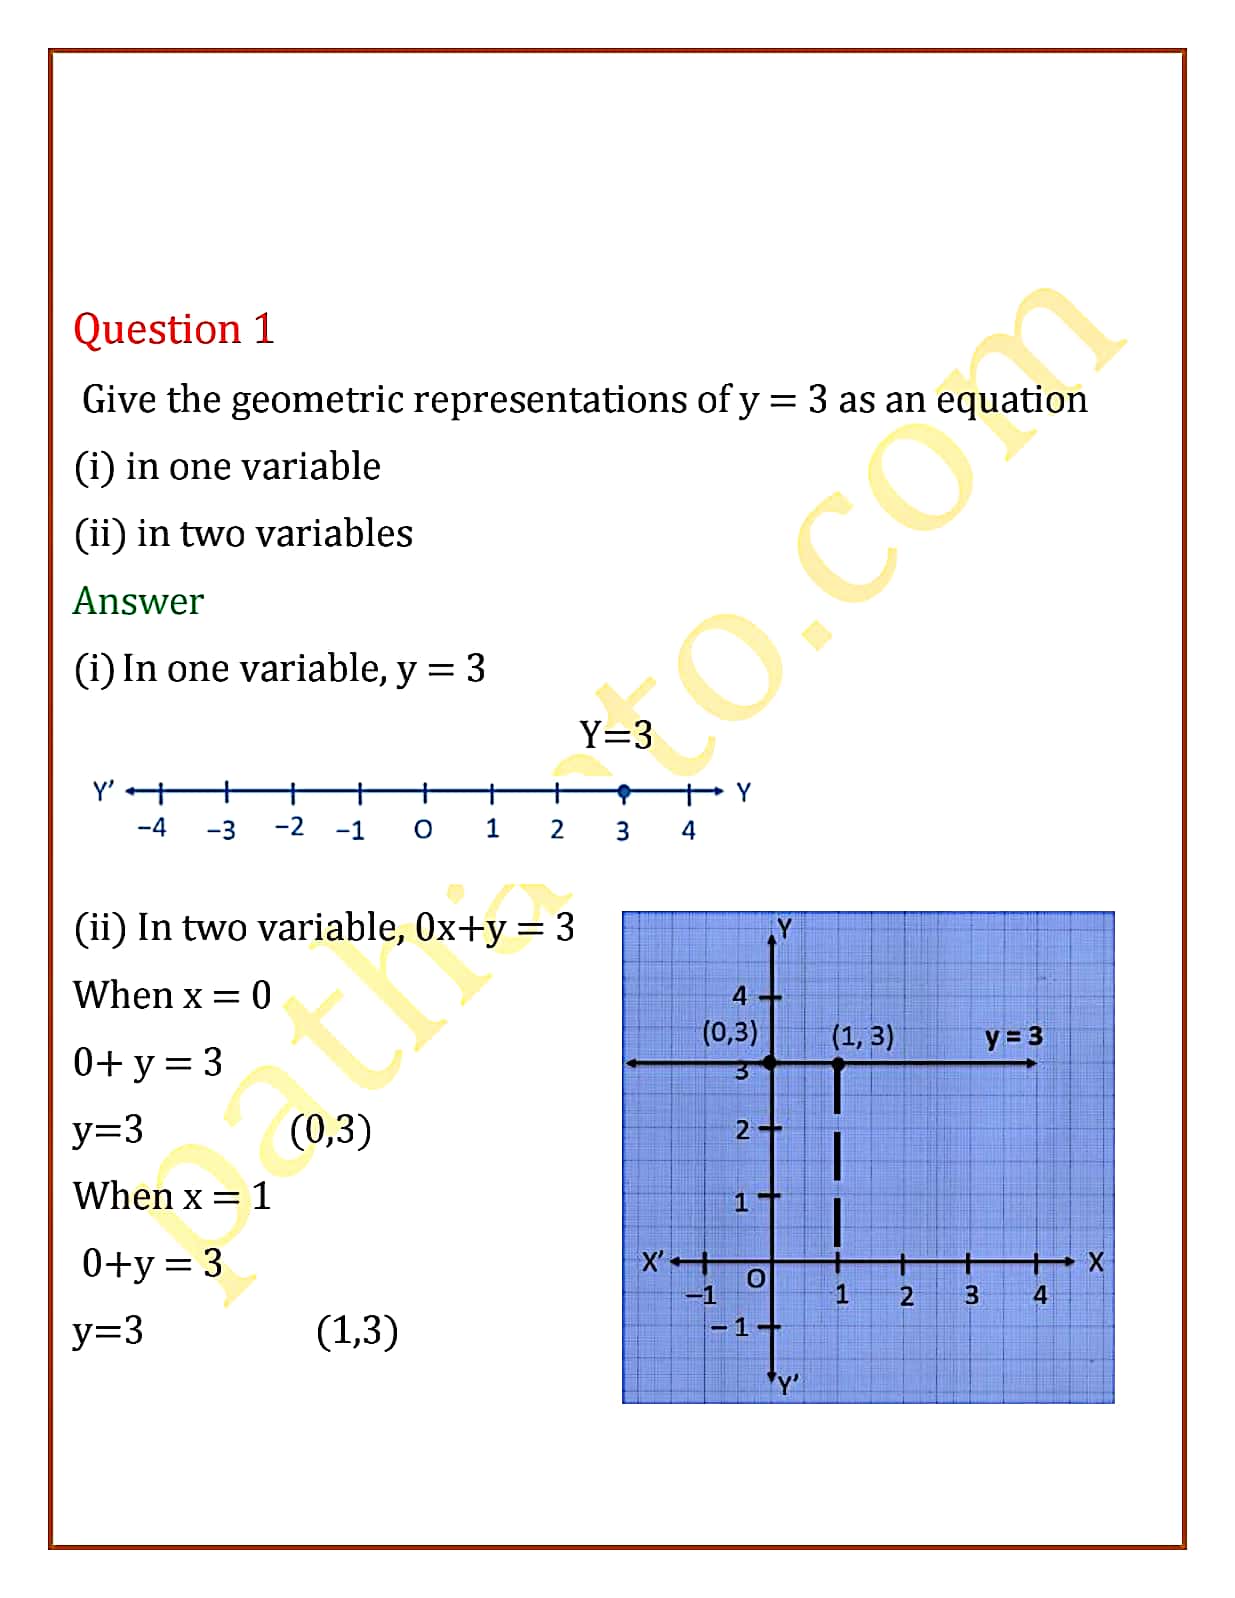 Question 1
Give the geometric representations of y = 3 as an equation
(i) in one variable
(ii) in two variables
Answer
(i) In one variable, y = 3
Y=3
Y’ Y
−4 −3 −2 −1 O 1 2 3 4
(ii) In two variable, 0x+y = 3
When x = 0
0+ y = 3
y=3 (0,3)
When x = 1
0+y = 3
y=3 (1,3)
Y
4
(0,3) (1, 3) y = 3
3
2
1
X’ X
O
−1 1 2 3 4
− 1
Y’